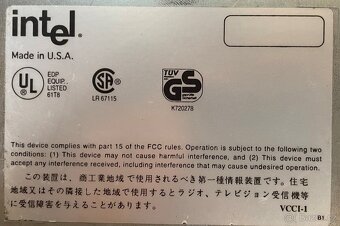 intel
Made in U.S.A.
UL
EDP
EQUIP.
LISTED
61T8
SA
LR 67115
TÜV
GS
K720278
This device complies with part 15 of the FCC rules. Operation is subject to the following two
conditions: (1) This device may not cause harmful interference, and (2) This device must
accept any interference received, including interference that may cause undesired operation.
この装置は、商工業地域で使用されるべき第一種情報装置です。住宅
地域又はその隣接した地域で使用するとラジオ、テレビジョン受信機等
に受信障害を与えることがあります。
VCCI-1
B1